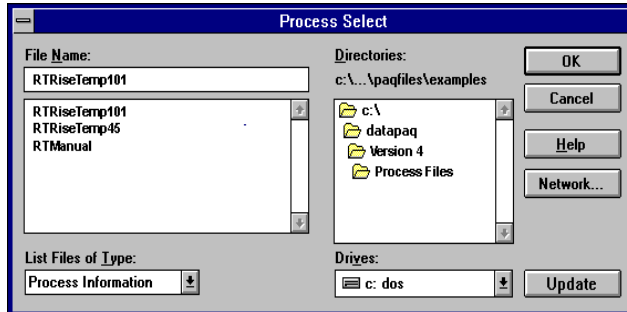 Process Select
File Name:
RTRiseTemp101
RTRiseTemp101
RTRiseTemp45
RTManual
List Files of Type:
Process Information
Directories:
c:\...\paqfiles\examples
c:\
datapaq
Version 4
Process Files
Drives:
c: dos
OK
Cancel
Help
Network...
Update